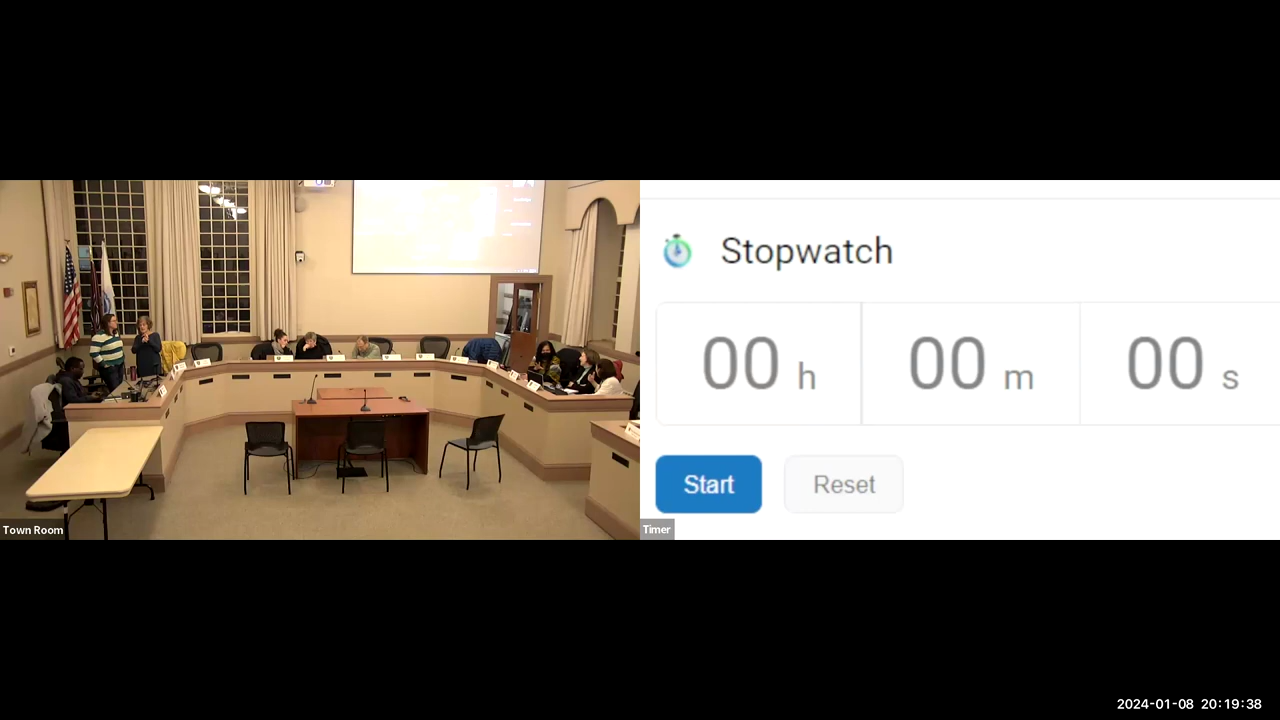 Stopwatch
00 h 00 m 00 s
Start Reset
Town Room
Timer
2024-01-08 20:19:38